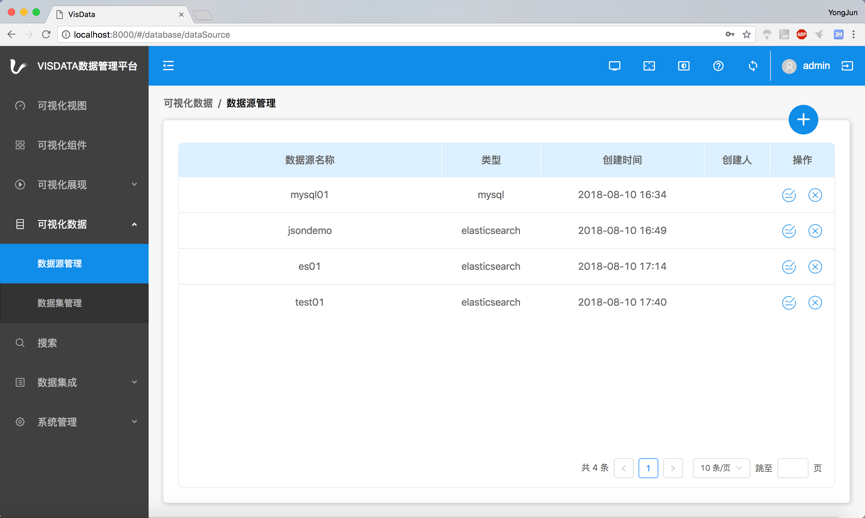 VisData
YongJun
localhost:8000/#/database/dataSource
ABP
JH
VISDATA数据管理平台
admin
可视化视图
可视化组件
可视化展现
可视化数据
数据源管理
数据集管理
搜索
数据集成
系统管理
可视化数据 / 数据源管理
数据源名称 类型 创建时间 创建人 操作
mysql01 mysql 2018-08-10 16:34
jsondemo elasticsearch 2018-08-10 16:49
es01 elasticsearch 2018-08-10 17:14
test01 elasticsearch 2018-08-10 17:40
共 4 条 1 10 条/页 跳至 页